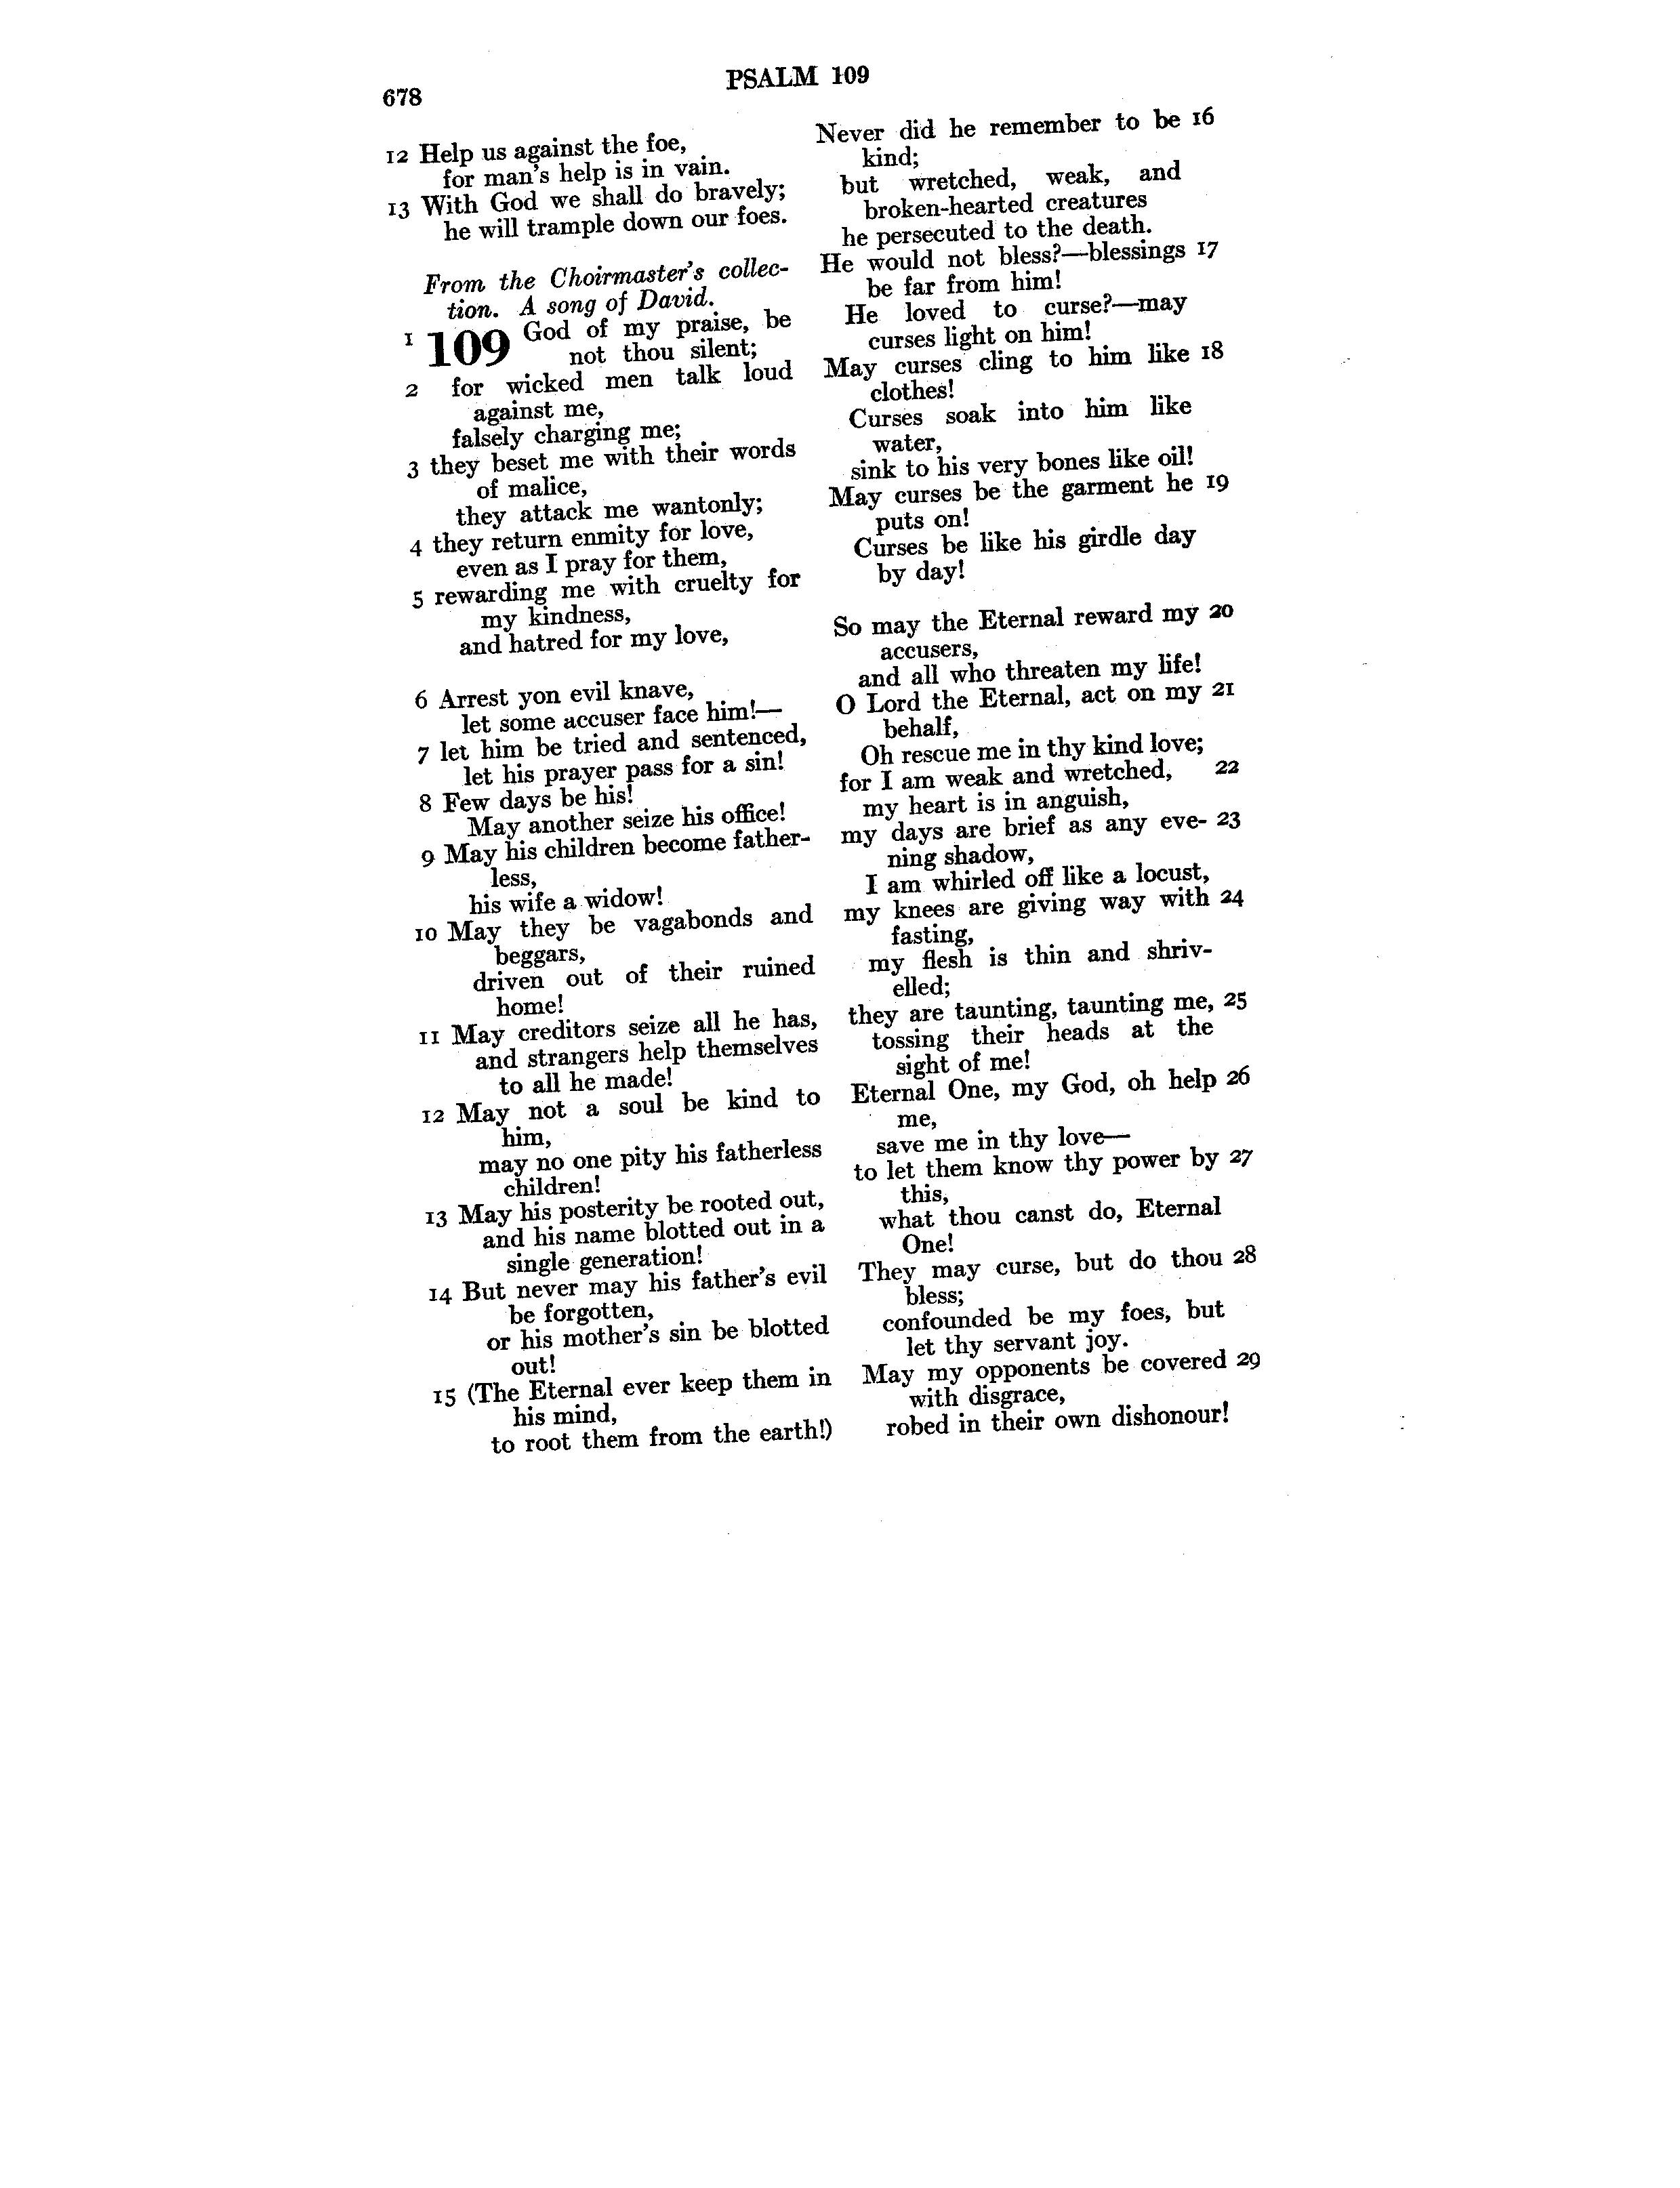 678
PSALM 109
12 Help us against the foe,
for man's help is in vain.
13 With God we shall do bravely;
he will trample down our foes.
From the Choirmaster's collec-
tion. A song of David.
1 109 God of my praise, be
not thou silent;
2 for wicked men talk loud
against me,
falsely charging me;
3 they beset me with their words
of malice,
they attack me wantonly;
4 they return enmity for love,
even as I pray for them,
5 rewarding me with cruelty for
my kindness,
and hatred for my love,
6 Arrest yon evil knave,
let some accuser face him!—
7 let him be tried and sentenced,
let his prayer pass for a sin!
8 Few days be his!
May another seize his office!
9 May his children become father-
less,
his wife a widow!
10 May they be vagabonds and
beggars,
driven out of their ruined
home!
11 May creditors seize all he has,
and strangers help themselves
to all he made!
12 May not a soul be kind to
him,
may no one pity his fatherless
children!
13 May his posterity be rooted out,
and his name blotted out in a
single generation!
14 But never may his father's evil
be forgotten,
or his mother's sin be blotted
out!
15 (The Eternal ever keep them in
his mind,
to root them from the earth!)
Never did he remember to be 16
kind;
but wretched, weak, and
broken-hearted creatures
he persecuted to the death.
He would not bless?—blessings 17
be far from him!
He loved to curse?—may
curses light on him!
May curses cling to him like 18
clothes!
Curses soak into him like
water,
sink to his very bones like oil!
May curses be the garment he 19
puts on!
Curses be like his girdle day
by day!
So may the Eternal reward my 20
accusers,
and all who threaten my life!
O Lord the Eternal, act on my 21
behalf,
Oh rescue me in thy kind love;
for I am weak and wretched, 22
my heart is in anguish,
my days are brief as any eve- 23
ning shadow,
I am whirled off like a locust,
my knees are giving way with 24
fasting,
my flesh is thin and shriv-
elled;
they are taunting, taunting me, 25
tossing their heads at the
sight of me!
Eternal One, my God, oh help 26
me,
save me in thy love—
to let them know thy power by 27
this,
what thou canst do, Eternal
One!
They may curse, but do thou 28
bless;
confounded be my foes, but
let thy servant joy.
May my opponents be covered 29
with disgrace,
robed in their own dishonour!